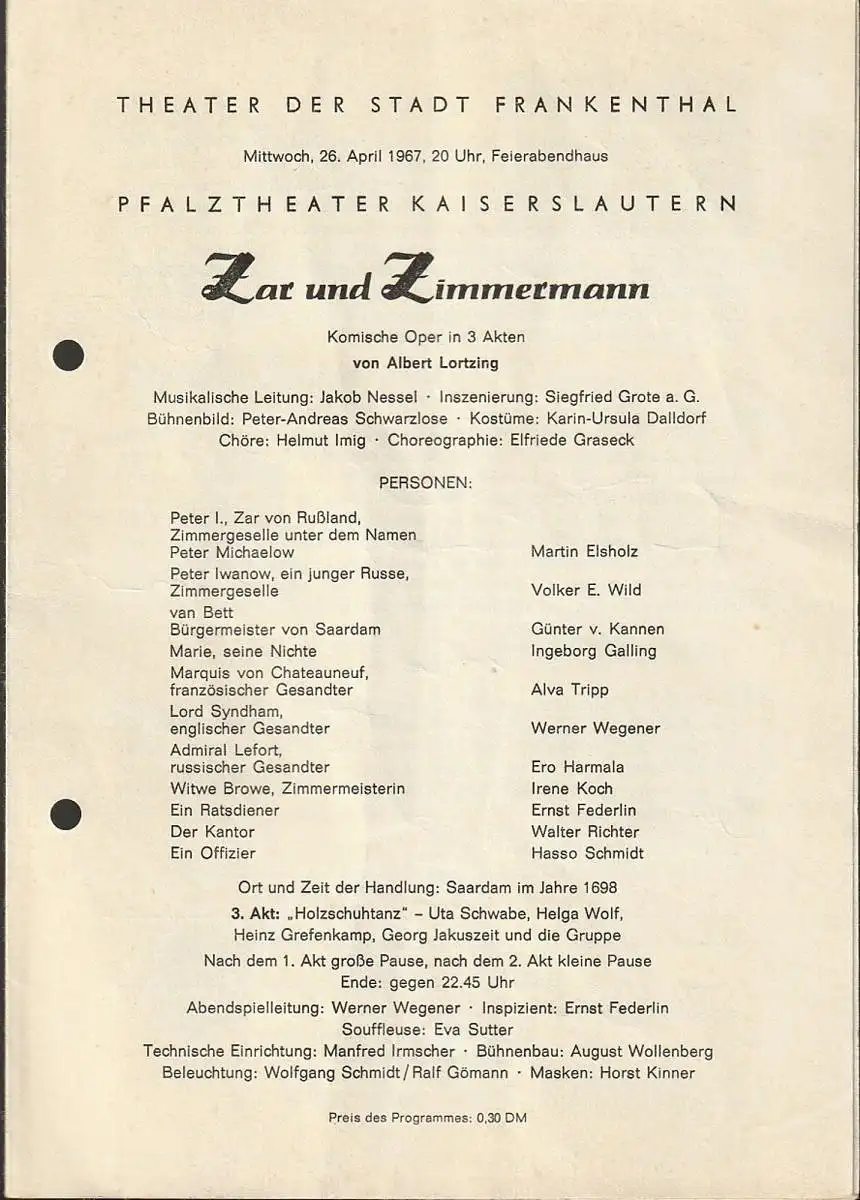 THEATER DER STADT FRANKENTHAL
Mittwoch, 26. April 1967, 20 Uhr, Feierabendhaus
PFALZTHEATER KAISERSLAUTERN
Zar und Zimmermann
Komische Oper in 3 Akten
von Albert Lortzing
Musikalische Leitung: Jakob Nessel · Inszenierung: Siegfried Grote a. G.
Bühnenbild: Peter-Andreas Schwarzlose · Kostüme: Karin-Ursula Dalldorf
Chöre: Helmut Imig · Choreographie: Elfriede Graseck
PERSONEN:
Peter I., Zar von Rußland,
Zimmergeselle unter dem Namen
Peter Michaelow Martin Elsholz
Peter Iwanow, ein junger Russe,
Zimmergeselle Volker E. Wild
van Bett
Bürgermeister von Saardam Günter v. Kannen
Marie, seine Nichte Ingeborg Galling
Marquis von Chateauneuf,
französischer Gesandter Alva Tripp
Lord Syndham,
englischer Gesandter Werner Wegener
Admiral Lefort,
russischer Gesandter Ero Harmala
Witwe Browe, Zimmermeisterin Irene Koch
Ein Ratsdiener Ernst Federlin
Der Kantor Walter Richter
Ein Offizier Hasso Schmidt
Ort und Zeit der Handlung: Saardam im Jahre 1698
3. Akt: „Holzschuhtanz" – Uta Schwabe, Helga Wolf,
Heinz Grefenkamp, Georg Jakuszeit und die Gruppe
Nach dem 1. Akt große Pause, nach dem 2. Akt kleine Pause
Ende: gegen 22.45 Uhr
Abendspielleitung: Werner Wegener · Inspizient: Ernst Federlin
Souffleuse: Eva Sutter
Technische Einrichtung: Manfred Irmscher · Bühnenbau: August Wollenberg
Beleuchtung: Wolfgang Schmidt/Ralf Gömann · Masken: Horst Kinner
Preis des Programmes: 0,30 DM